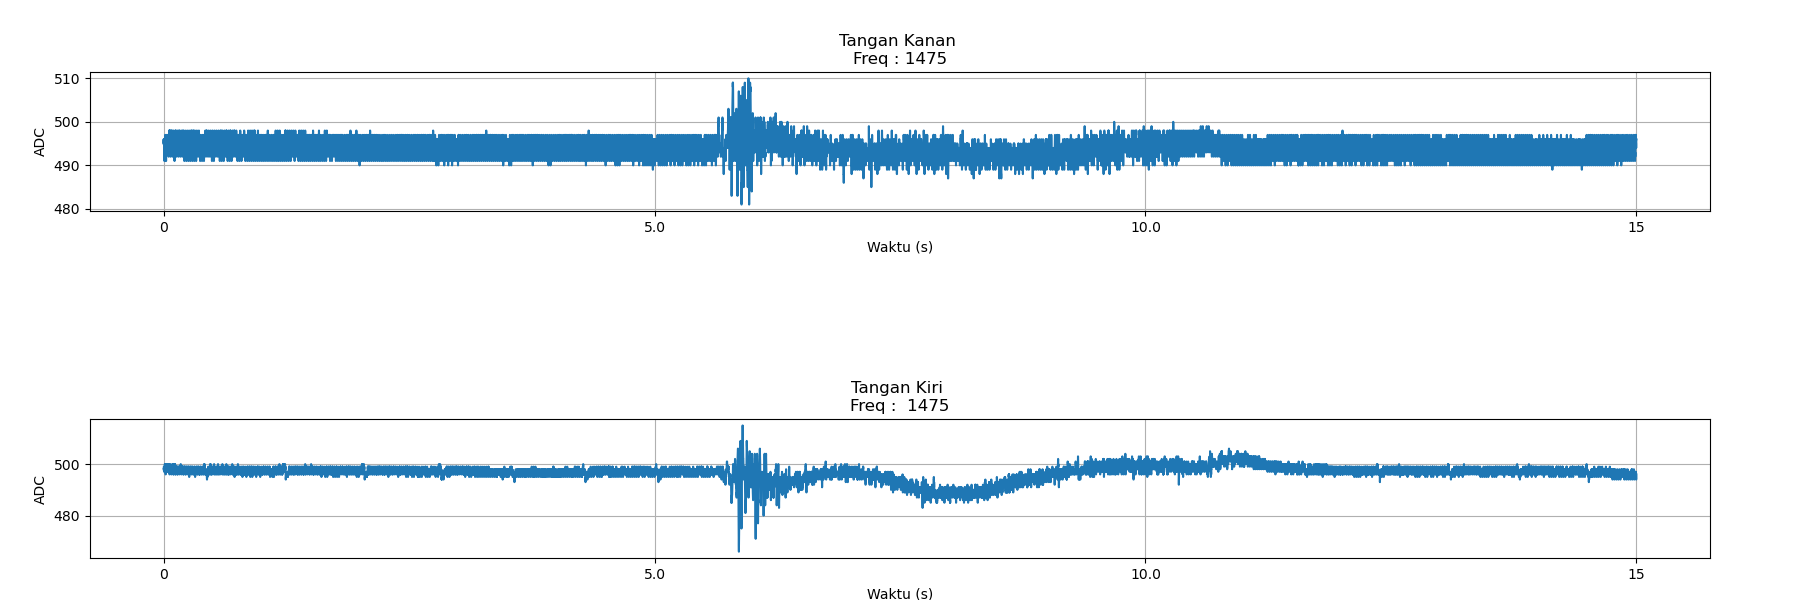 Tangan Kanan
Freq : 1475
510
500
490
480
ADC
0 5.0 10.0 15
Waktu (s)
Tangan Kiri
Freq :  1475
500
480
ADC
0 5.0 10.0 15
Waktu (s)